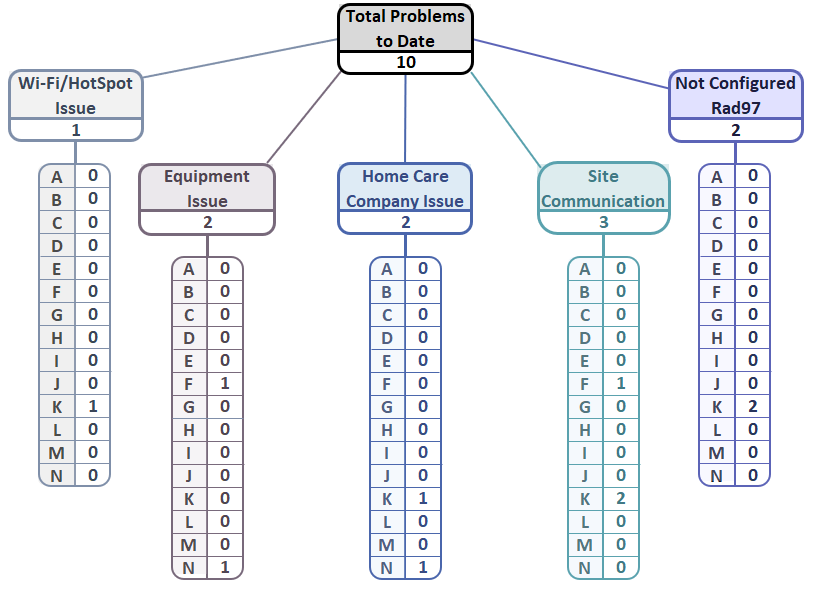 Total Problems
to Date
10
Wi-Fi/HotSpot
Issue
1
A 0
B 0
C 0
D 0
E 0
F 0
G 0
H 0
I 0
J 0
K 1
L 0
M 0
N 0
Equipment
Issue
2
A 0
B 0
C 0
D 0
E 0
F 1
G 0
H 0
I 0
J 0
K 0
L 0
M 0
N 1
Home Care
Company Issue
2
A 0
B 0
C 0
D 0
E 0
F 0
G 0
H 0
I 0
J 0
K 1
L 0
M 0
N 1
Site
Communication
3
A 0
B 0
C 0
D 0
E 0
F 1
G 0
H 0
I 0
J 0
K 2
L 0
M 0
N 0
Not Configured
Rad97
2
A 0
B 0
C 0
D 0
E 0
F 0
G 0
H 0
I 0
J 0
K 2
L 0
M 0
N 0